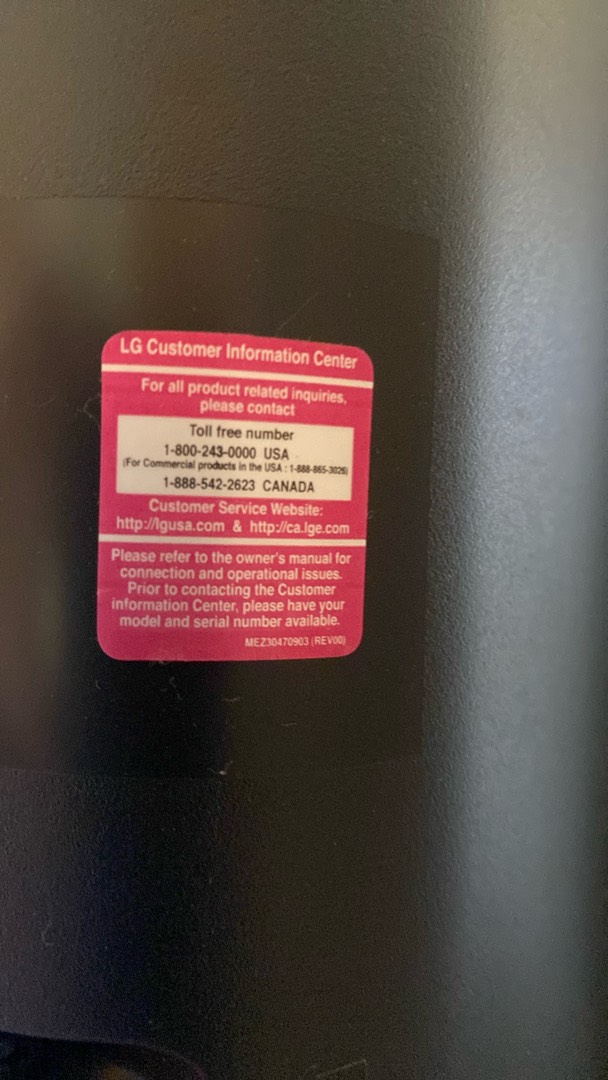 LG Customer Information Center
For all product related inquiries,
please contact
Toll free number
1-800-243-0000 USA
(For Commercial products in the USA : 1-888-865-3026)
1-888-542-2623 CANADA
Customer Service Website:
http://lgusa.com & http://ca.lge.com
Please refer to the owner's manual for
connection and operational issues.
Prior to contacting the Customer
information Center, please have your
model and serial number available.
MEZ30470903 (REV00)